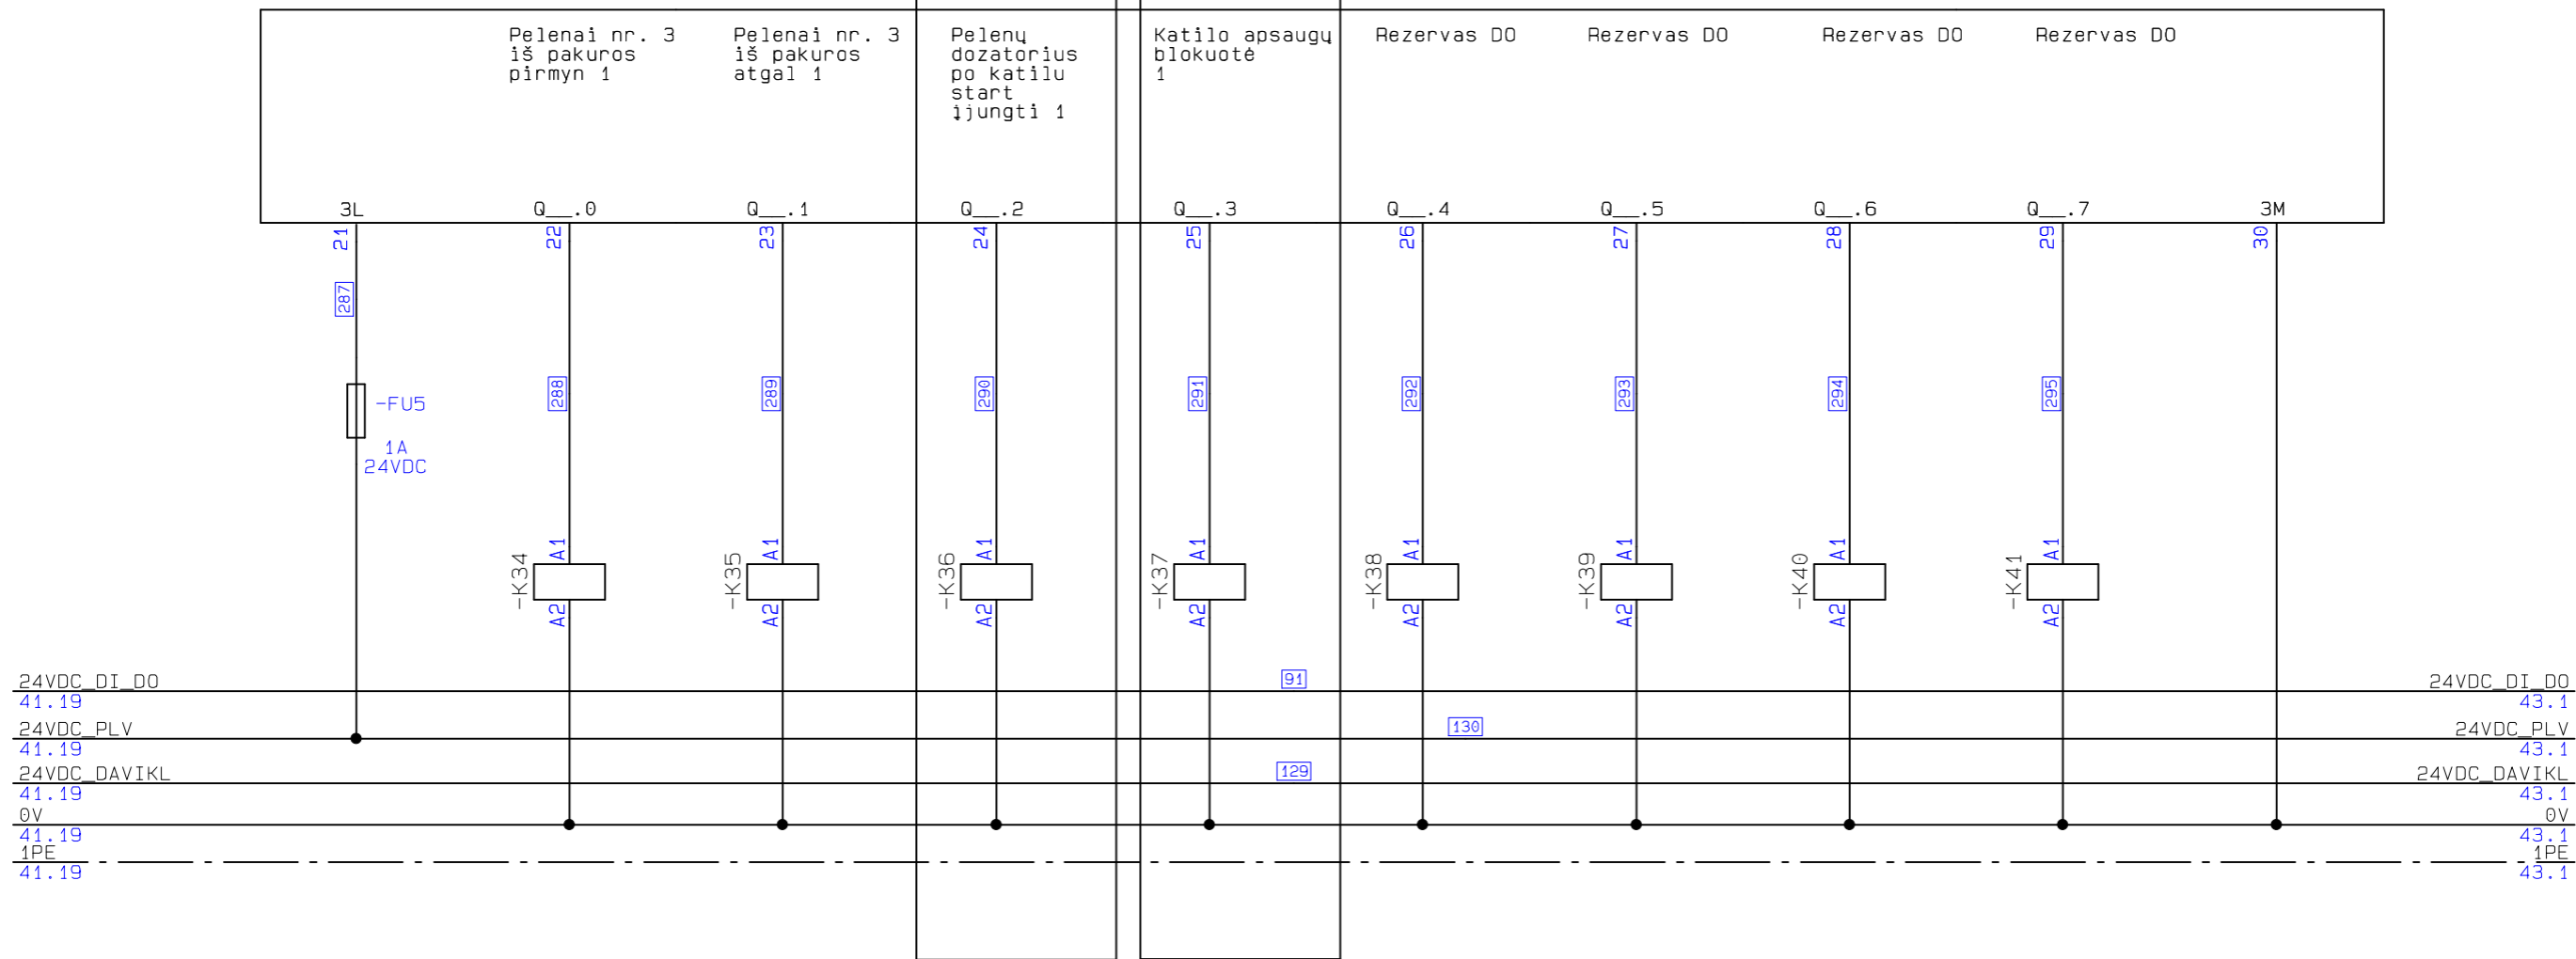 Pelenai nr. 3
iš pakuros
pirmyn 1
Pelenai nr. 3
iš pakuros
atgal 1
Pelenų
dozatorius
po katilu
start
įjungti 1
Katilo apsaugų
blokuotė
1
Rezervas DO
Rezervas DO
Rezervas DO
Rezervas DO
3L
Q__.0
Q__.1
Q__.2
Q__.3
Q__.4
Q__.5
Q__.6
Q__.7
3M
21
22
23
24
25
26
27
28
29
30
287
288
289
290
291
292
293
294
295
-FU5
1A
24VDC
-K34
A1
A2
-K35
A1
A2
-K36
A1
A2
-K37
A1
A2
-K38
A1
A2
-K39
A1
A2
-K40
A1
A2
-K41
A1
A2
24VDC_DI_DO
41.19
91
24VDC_DI_DO
43.1
24VDC_PLV
41.19
130
24VDC_PLV
43.1
24VDC_DAVIKL
41.19
129
24VDC_DAVIKL
43.1
0V
41.19
0V
43.1
1PE
41.19
1PE
43.1